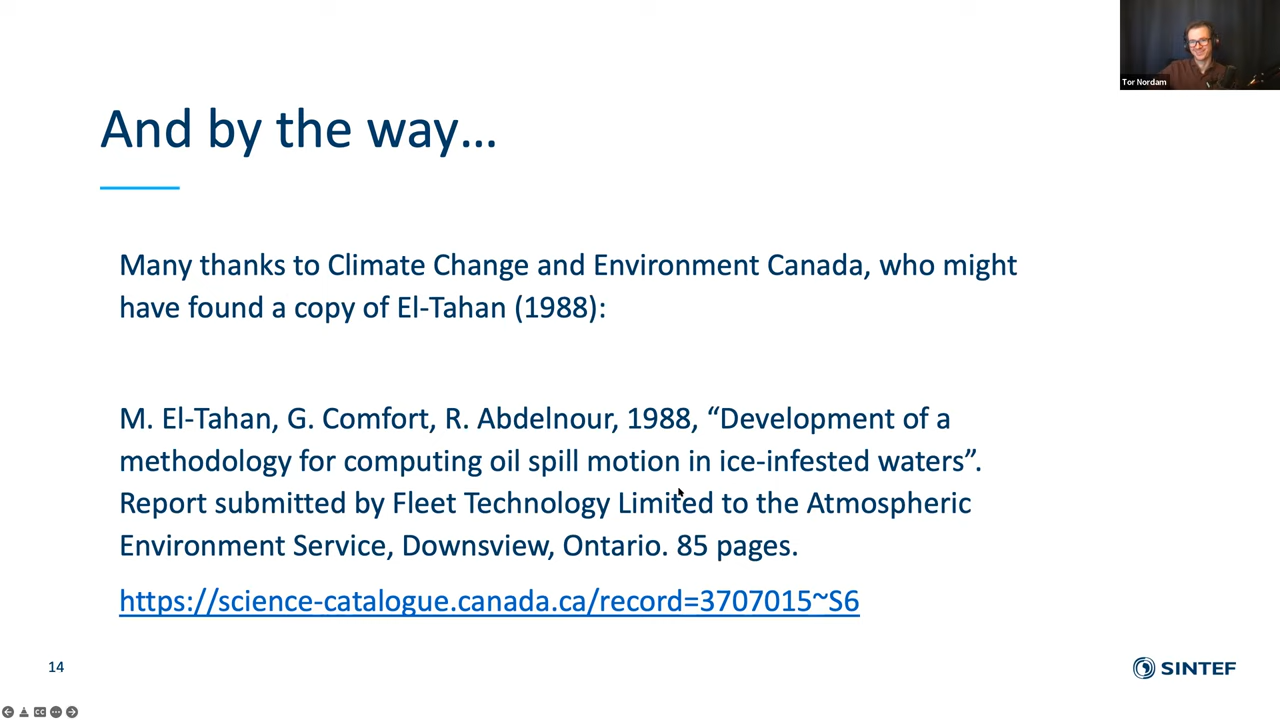 Tor Nordam
And by the way...
Many thanks to Climate Change and Environment Canada, who might
have found a copy of El-Tahan (1988):
M. El-Tahan, G. Comfort, R. Abdelnour, 1988, “Development of a
methodology for computing oil spill motion in ice-infested waters”.
Report submitted by Fleet Technology Limited to the Atmospheric
Environment Service, Downsview, Ontario. 85 pages.
https://science-catalogue.canada.ca/record=3707015~S6
14
SINTEF
CC